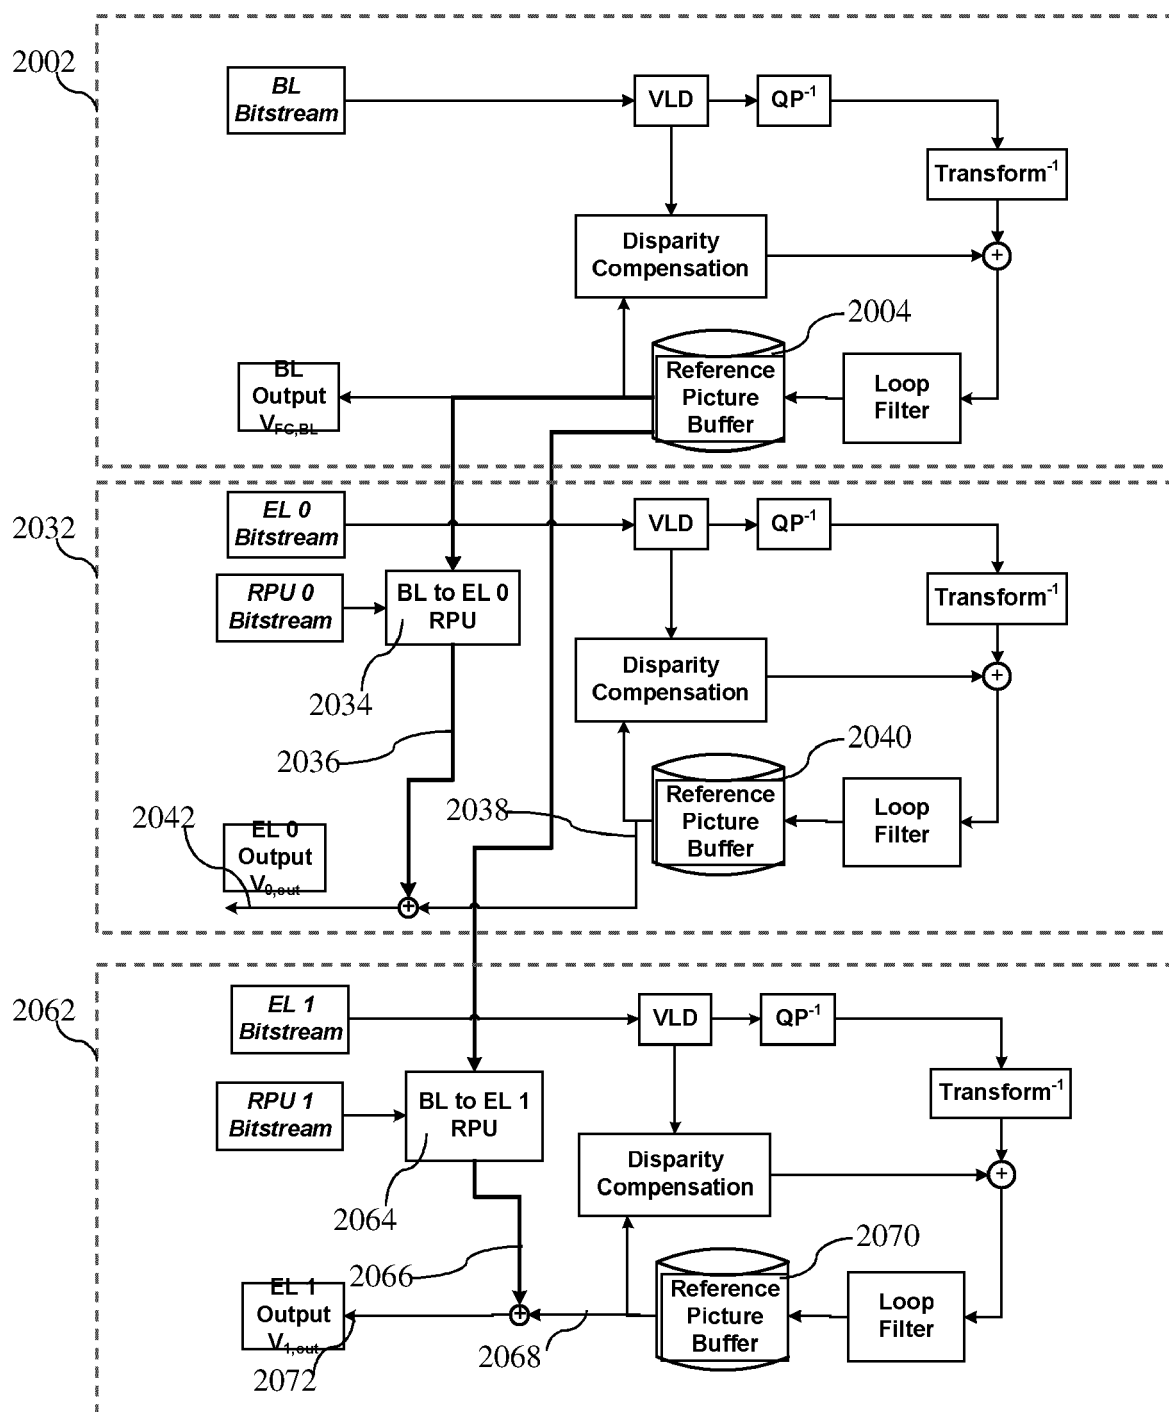 2002
BL
Bitstream
VLD
QP-1
Transform-1
Disparity
Compensation
+
2004
Reference
Picture
Buffer
Loop
Filter
BL
Output
VFC,BL
2032
EL 0
Bitstream
VLD
QP-1
RPU 0
Bitstream
BL to EL 0
RPU
Transform-1
2034
Disparity
Compensation
+
2036
2040
2038
Reference
Picture
Buffer
Loop
Filter
2042
EL 0
Output
V0,out
+
2062
EL 1
Bitstream
VLD
QP-1
RPU 1
Bitstream
BL to EL 1
RPU
Transform-1
Disparity
Compensation
+
2064
2066
2070
EL 1
Output
V1,out
+
Reference
Picture
Buffer
Loop
Filter
2068
2072